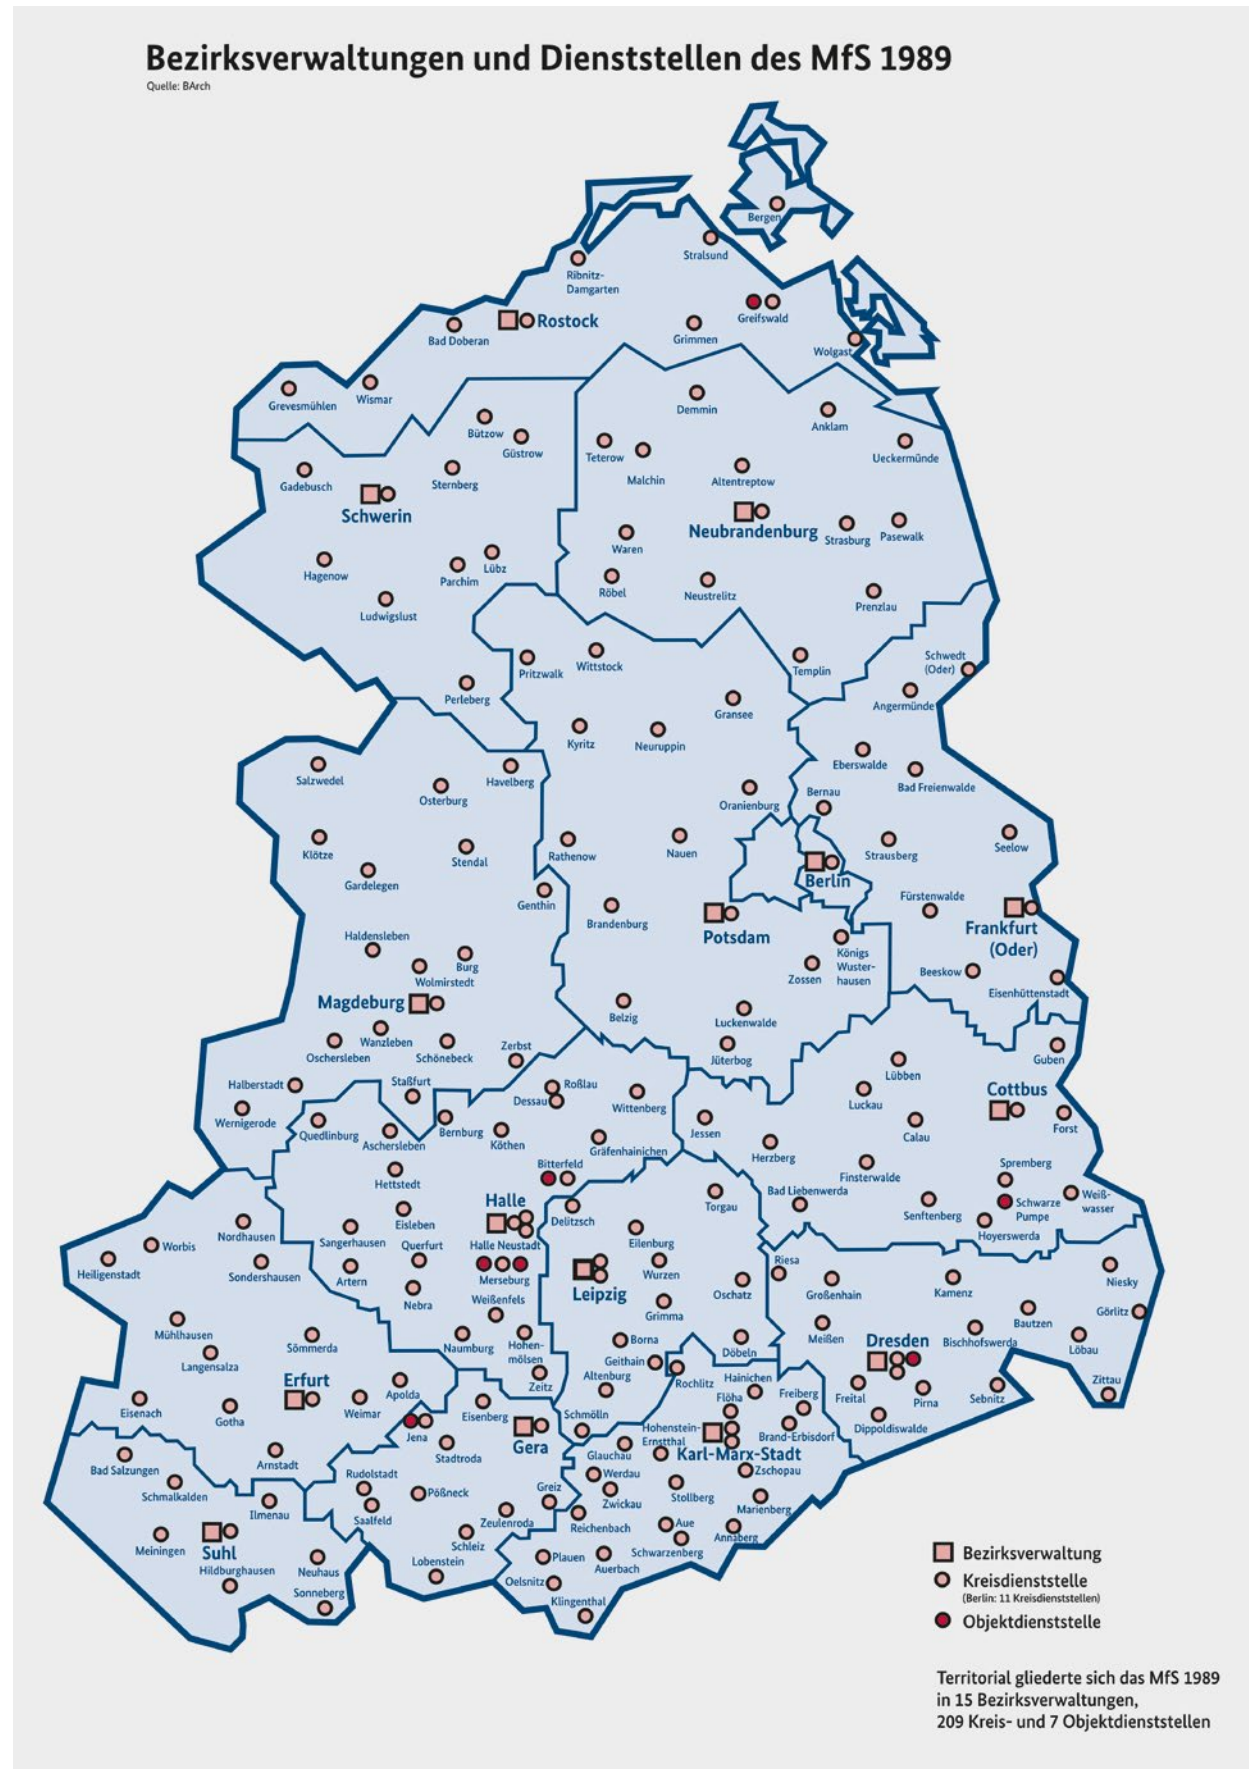 Bezirksverwaltungen und Dienststellen des MfS 1989
Quelle: BArch
Bergen
Stralsund
Ribnitz-
Damgarten
Greifswald
Rostock
Bad Doberan
Grimmen
Wolgast
Grevesmühlen
Wismar
Demmin
Anklam
Bützow
Güstrow
Teterow
Malchin
Ueckermünde
Gadebusch
Sternberg
Altentreptow
Schwerin
Neubrandenburg
Strasburg
Pasewalk
Waren
Hagenow
Parchim
Lübz
Röbel
Neustrelitz
Prenzlau
Ludwigslust
Pritzwalk
Wittstock
Templin
Schwedt
(Oder)
Perleberg
Gransee
Angermünde
Kyritz
Neuruppin
Eberswalde
Bad Freienwalde
Salzwedel
Osterburg
Havelberg
Oranienburg
Bernau
Klötze
Stendal
Rathenow
Nauen
Strausberg
Seelow
Gardelegen
Berlin
Genthin
Brandenburg
Fürstenwalde
Potsdam
Frankfurt
(Oder)
Haldensleben
Burg
Wolmirstedt
Königs
Wuster-
hausen
Zossen
Beeskow
Eisenhüttenstadt
Magdeburg
Belzig
Luckenwalde
Wanzleben
Oschersleben
Schönebeck
Zerbst
Jüterbog
Guben
Lübben
Halberstadt
Staßfurt
Roßlau
Dessau
Wittenberg
Luckau
Cottbus
Wernigerode
Quedlinburg
Aschersleben
Bernburg
Köthen
Jessen
Calau
Forst
Gräfenhainichen
Herzberg
Bitterfeld
Finsterwalde
Spremberg
Hettstedt
Torgau
Bad Liebenwerda
Weiß-
wasser
Schwarze
Pumpe
Senftenberg
Hoyerswerda
Halle
Delitzsch
Nordhausen
Eisleben
Sangerhausen
Querfurt
Halle Neustadt
Eilenburg
Worbis
Heiligenstadt
Sondershausen
Artern
Merseburg
Wurzen
Riesa
Niesky
Leipzig
Oschatz
Großenhain
Kamenz
Nebra
Weißenfels
Grimma
Görlitz
Mühlhausen
Meißen
Bautzen
Langensalza
Sömmerda
Naumburg
Hohen-
mölsen
Borna
Döbeln
Dresden
Bischofswerda
Löbau
Geithain
Zeitz
Altenburg
Rochlitz
Hainichen
Freital
Pirna
Sebnitz
Zittau
Erfurt
Eisenach
Gotha
Weimar
Apolda
Eisenberg
Schmölln
Flöha
Freiberg
Dippoldiswalde
Jena
Gera
Hohenstein-
Ernstthal
Brand-Erbisdorf
Stadtroda
Glauchau
Karl-Marx-Stadt
Arnstadt
Bad Salzungen
Rudolstadt
Werdau
Zschopau
Schmalkalden
Pößneck
Greiz
Zwickau
Stollberg
Marienberg
Ilmenau
Saalfeld
Zeulenroda
Reichenbach
Aue
Annaberg
Meiningen
Suhl
Schleiz
Schwarzenberg
Hildburghausen
Neuhaus
Lobenstein
Plauen
Auerbach
Oelsnitz
Sonneberg
Klingenthal
Bezirksverwaltung
Kreisdienststelle
(Berlin: 11 Kreisdienststellen)
Objektdienststelle
Territorial gliederte sich das MfS 1989
in 15 Bezirksverwaltungen,
209 Kreis- und 7 Objektdienststellen